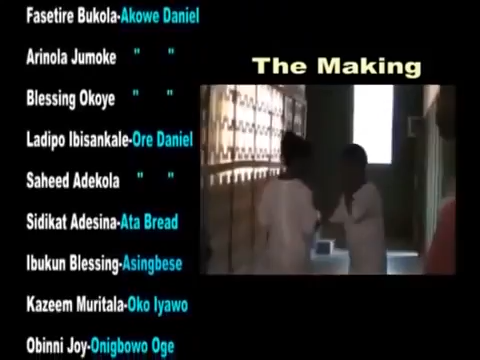 Fasetire Bukola-Akowe Daniel
Arinola Jumoke " "
Blessing Okoye " "
Ladipo Ibisankale-Ore Daniel
Saheed Adekola " "
Sidikat Adesina-Ata Bread
Ibukun Blessing-Asingbese
Kazeem Muritala-Oko Iyawo
Obinni Joy-Onigbowo Oge
The Making